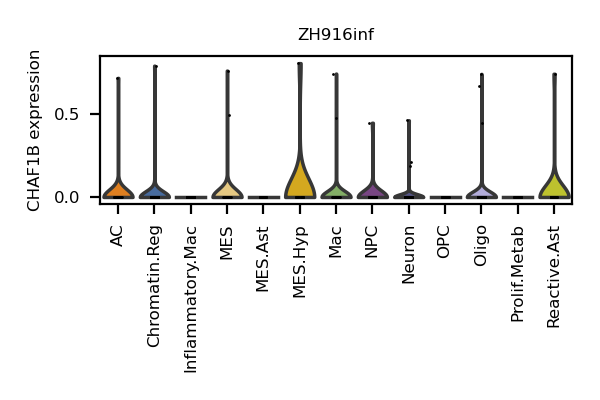 ZH916inf
CHAF1B expression
0.5
0.0
AC
Chromatin.Reg
Inflammatory.Mac
MES
MES.Ast
MES.Hyp
Mac
NPC
Neuron
OPC
Oligo
Prolif.Metab
Reactive.Ast